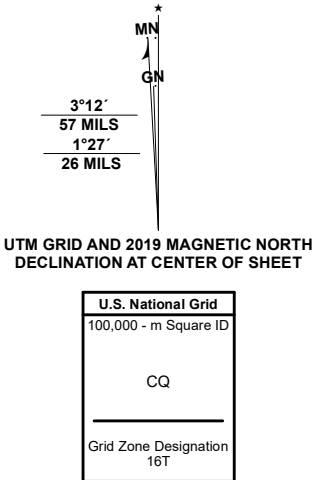 ★
MN
GN
3°12´
57 MILS
1°27´
26 MILS
UTM GRID AND 2019 MAGNETIC NORTH
DECLINATION AT CENTER OF SHEET
U.S. National Grid
100,000 - m Square ID
CQ
Grid Zone Designation
16T